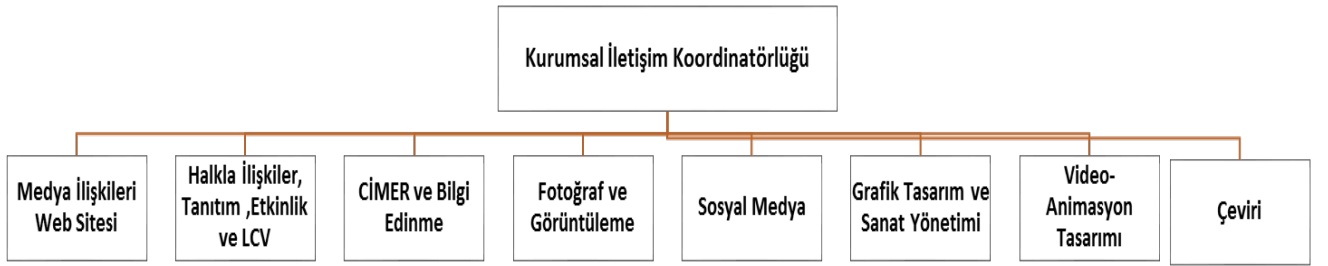 Kurumsal İletişim Koordinatörlüğü
Medya İlişkileri
Web Sitesi
Halkla İlişkiler,
Tanıtım ,Etkinlik
ve LCV
CİMER ve Bilgi
Edinme
Fotoğraf ve
Görüntüleme
Sosyal Medya
Grafik Tasarım ve
Sanat Yönetimi
Video-
Animasyon
Tasarımı
Çeviri